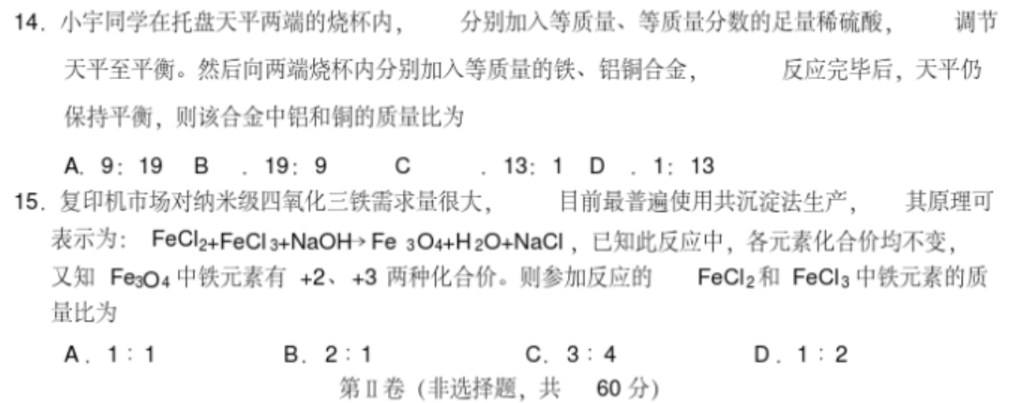 14. 小宇同学在托盘天平两端的烧杯内， 分别加入等质量、等质量分数的足量稀硫酸， 调节
天平至平衡。然后向两端烧杯内分别加入等质量的铁、铝铜合金， 反应完毕后，天平仍
保持平衡，则该合金中铝和铜的质量比为
A. 9: 19 B . 19: 9 C . 13: 1 D . 1: 13
15. 复印机市场对纳米级四氧化三铁需求量很大， 目前最普遍使用共沉淀法生产， 其原理可
表示为： FeCl2+FeCl3+NaOH→Fe 3O4+H2O+NaCl ，已知此反应中，各元素化合价均不变，
又知 Fe3O4 中铁元素有 +2、 +3 两种化合价。则参加反应的 FeCl2 和 FeCl3 中铁元素的质
量比为
A. 1：1 B. 2：1 C. 3：4 D. 1：2
第Ⅱ卷（非选择题，共 60 分）